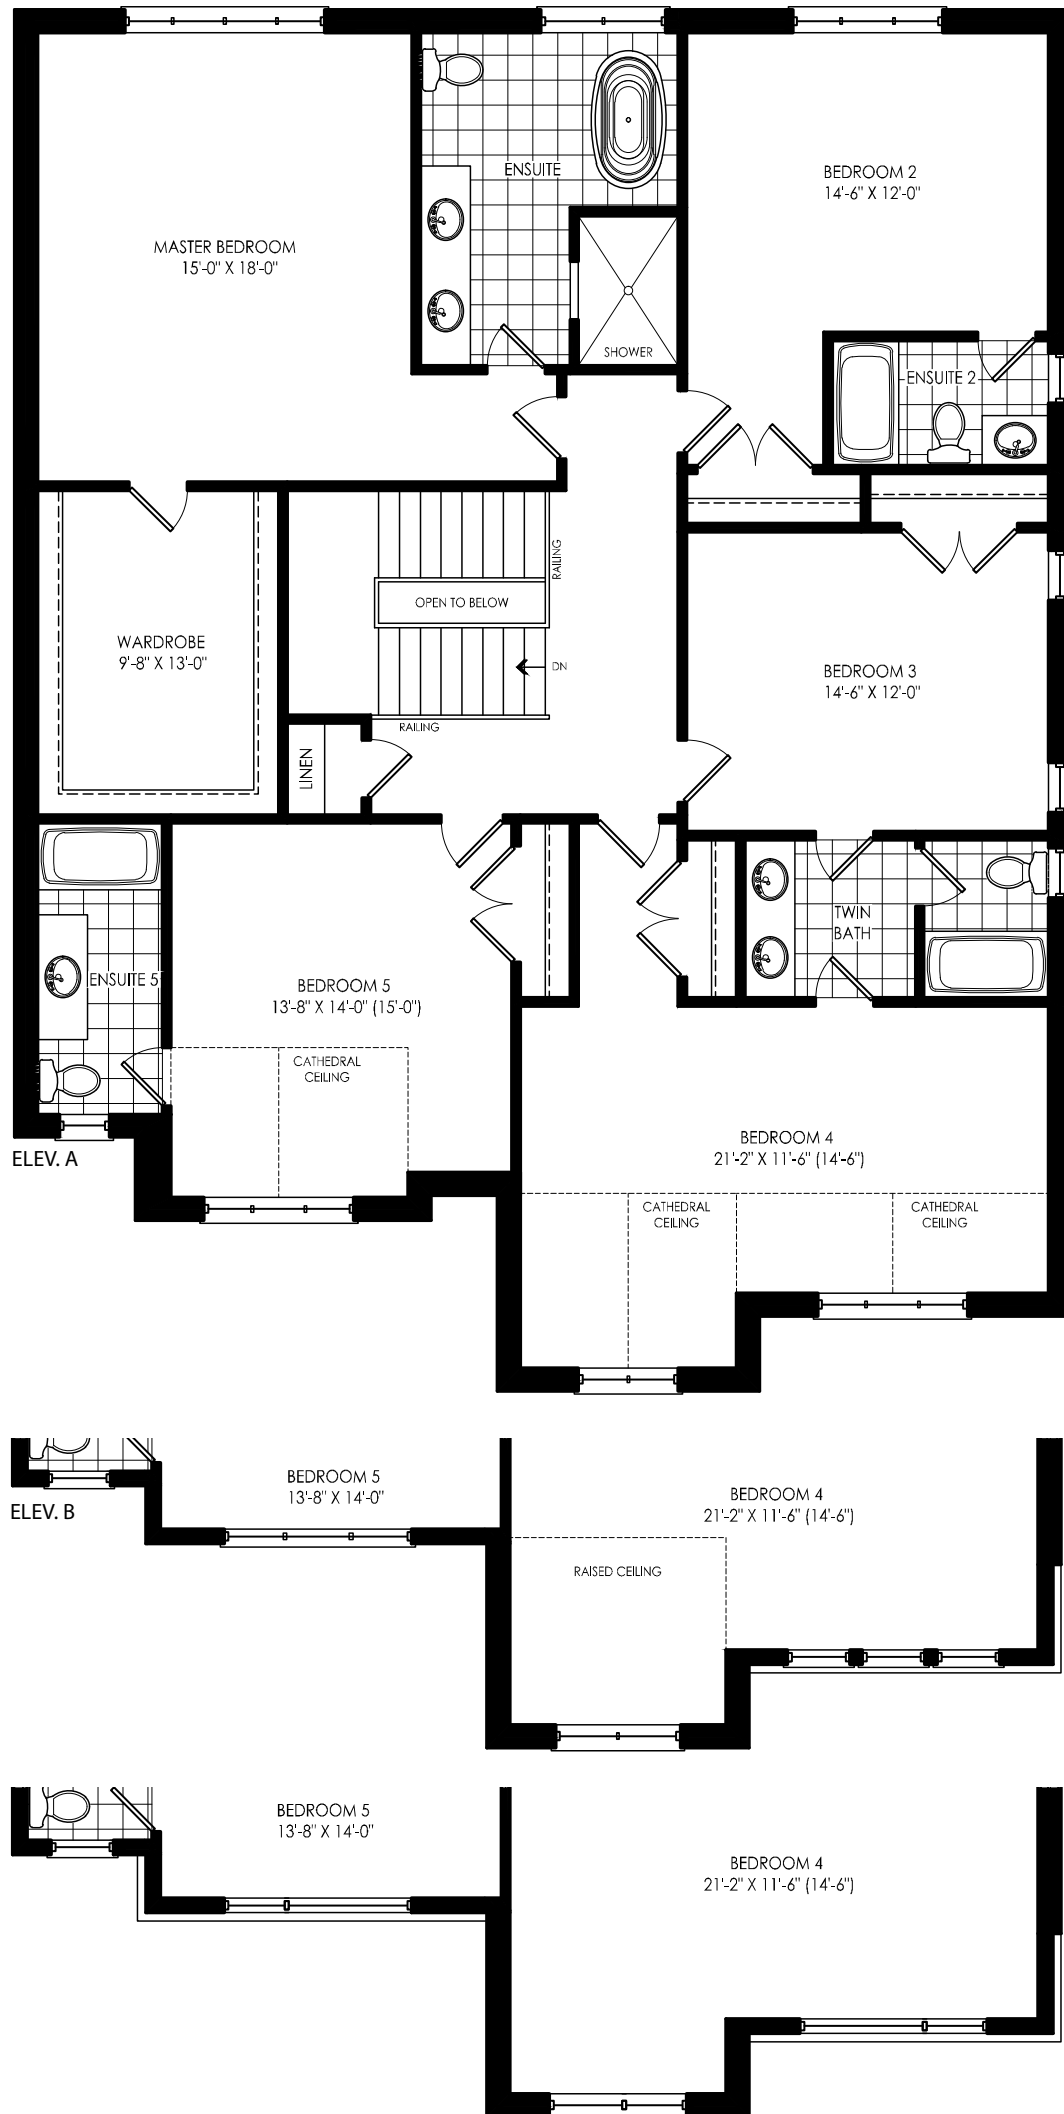 ENSUITE
BEDROOM 2
14'-6" X 12'-0"
MASTER BEDROOM
15'-0" X 18'-0"
SHOWER
ENSUITE 2
RAILING
OPEN TO BELOW
WARDROBE
9'-8" X 13'-0"
DN
BEDROOM 3
14'-6" X 12'-0"
RAILING
LINEN
TWIN
BATH
ENSUITE 5
BEDROOM 5
13'-8" X 14'-0" (15'-0")
CATHEDRAL
CEILING
BEDROOM 4
21'-2" X 11'-6" (14'-6")
ELEV. A
CATHEDRAL
CEILING
CATHEDRAL
CEILING
BEDROOM 5
13'-8" X 14'-0"
BEDROOM 4
21'-2" X 11'-6" (14'-6")
ELEV. B
RAISED CEILING
BEDROOM 5
13'-8" X 14'-0"
BEDROOM 4
21'-2" X 11'-6" (14'-6")